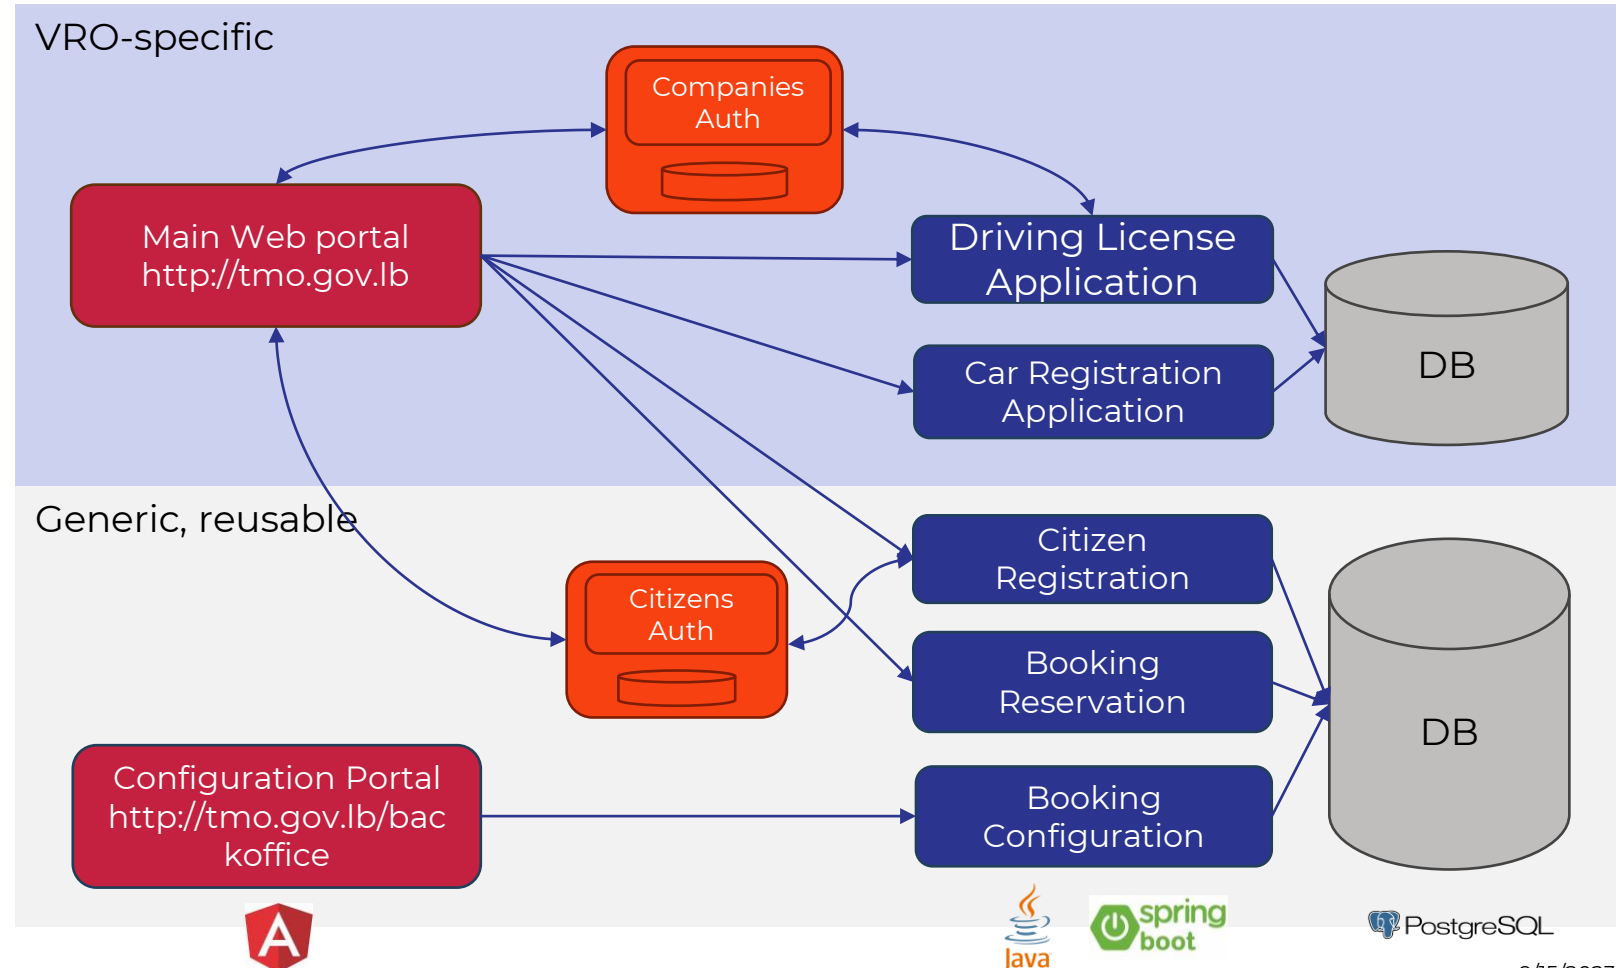 VRO-specific
Companies
Auth
Main Web portal
http://tmo.gov.lb
Driving License
Application
DB
Car Registration
Application
Generic, reusable
Citizen
Registration
Citizens
Auth
Booking
Reservation
DB
Configuration Portal
http://tmo.gov.lb/bac
koffice
Booking
Configuration
A
Java
spring
boot
PostgreSQL